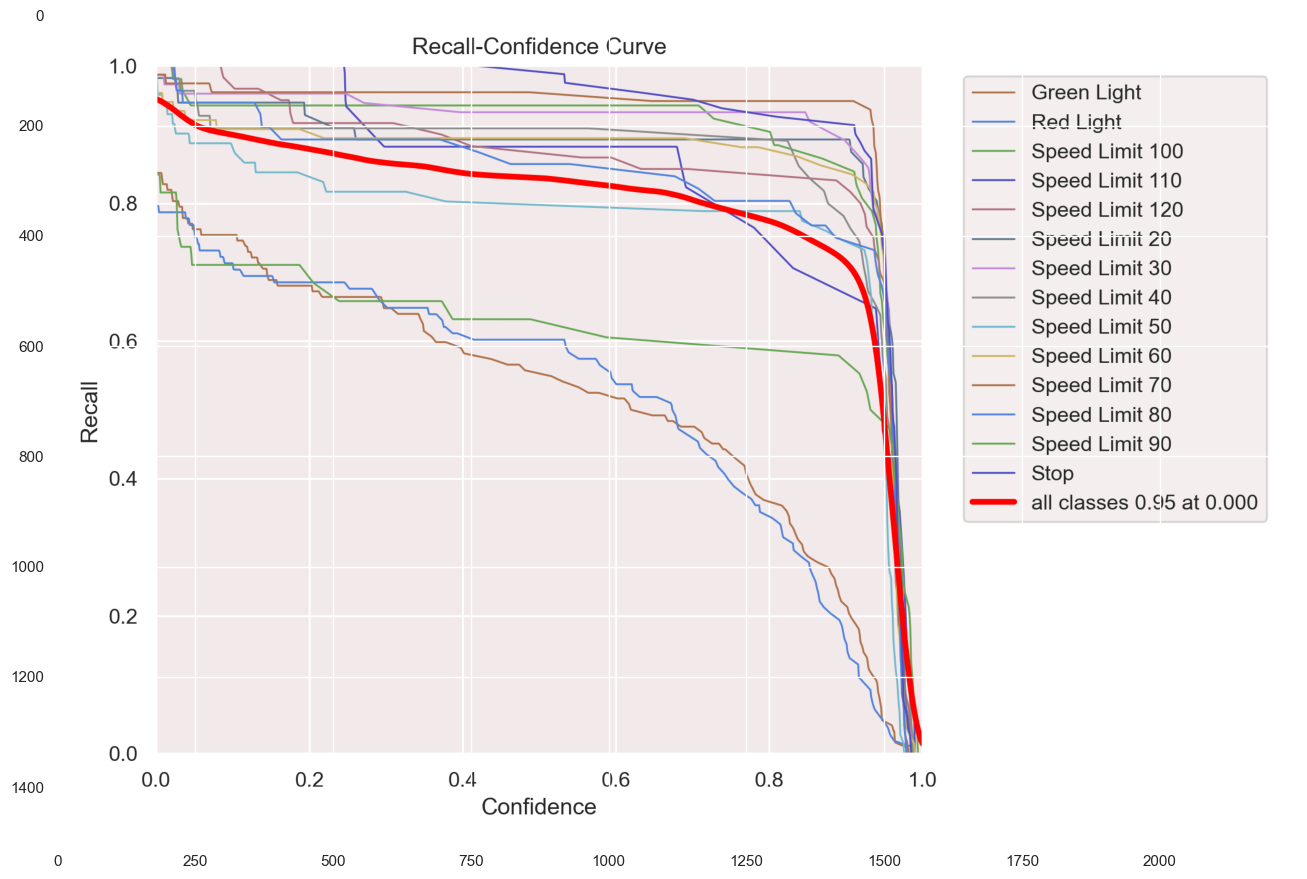 Recall-Confidence Curve
0
200
400
600
800
1000
1200
1400
1.0
0.8
0.6
0.4
0.2
0.0
Recall
0.0 0.2 0.4 0.6 0.8 1.0
Confidence
0 250 500 750 1000 1250 1500 1750 2000
Green Light
Red Light
Speed Limit 100
Speed Limit 110
Speed Limit 120
Speed Limit 20
Speed Limit 30
Speed Limit 40
Speed Limit 50
Speed Limit 60
Speed Limit 70
Speed Limit 80
Speed Limit 90
Stop
all classes 0.95 at 0.000